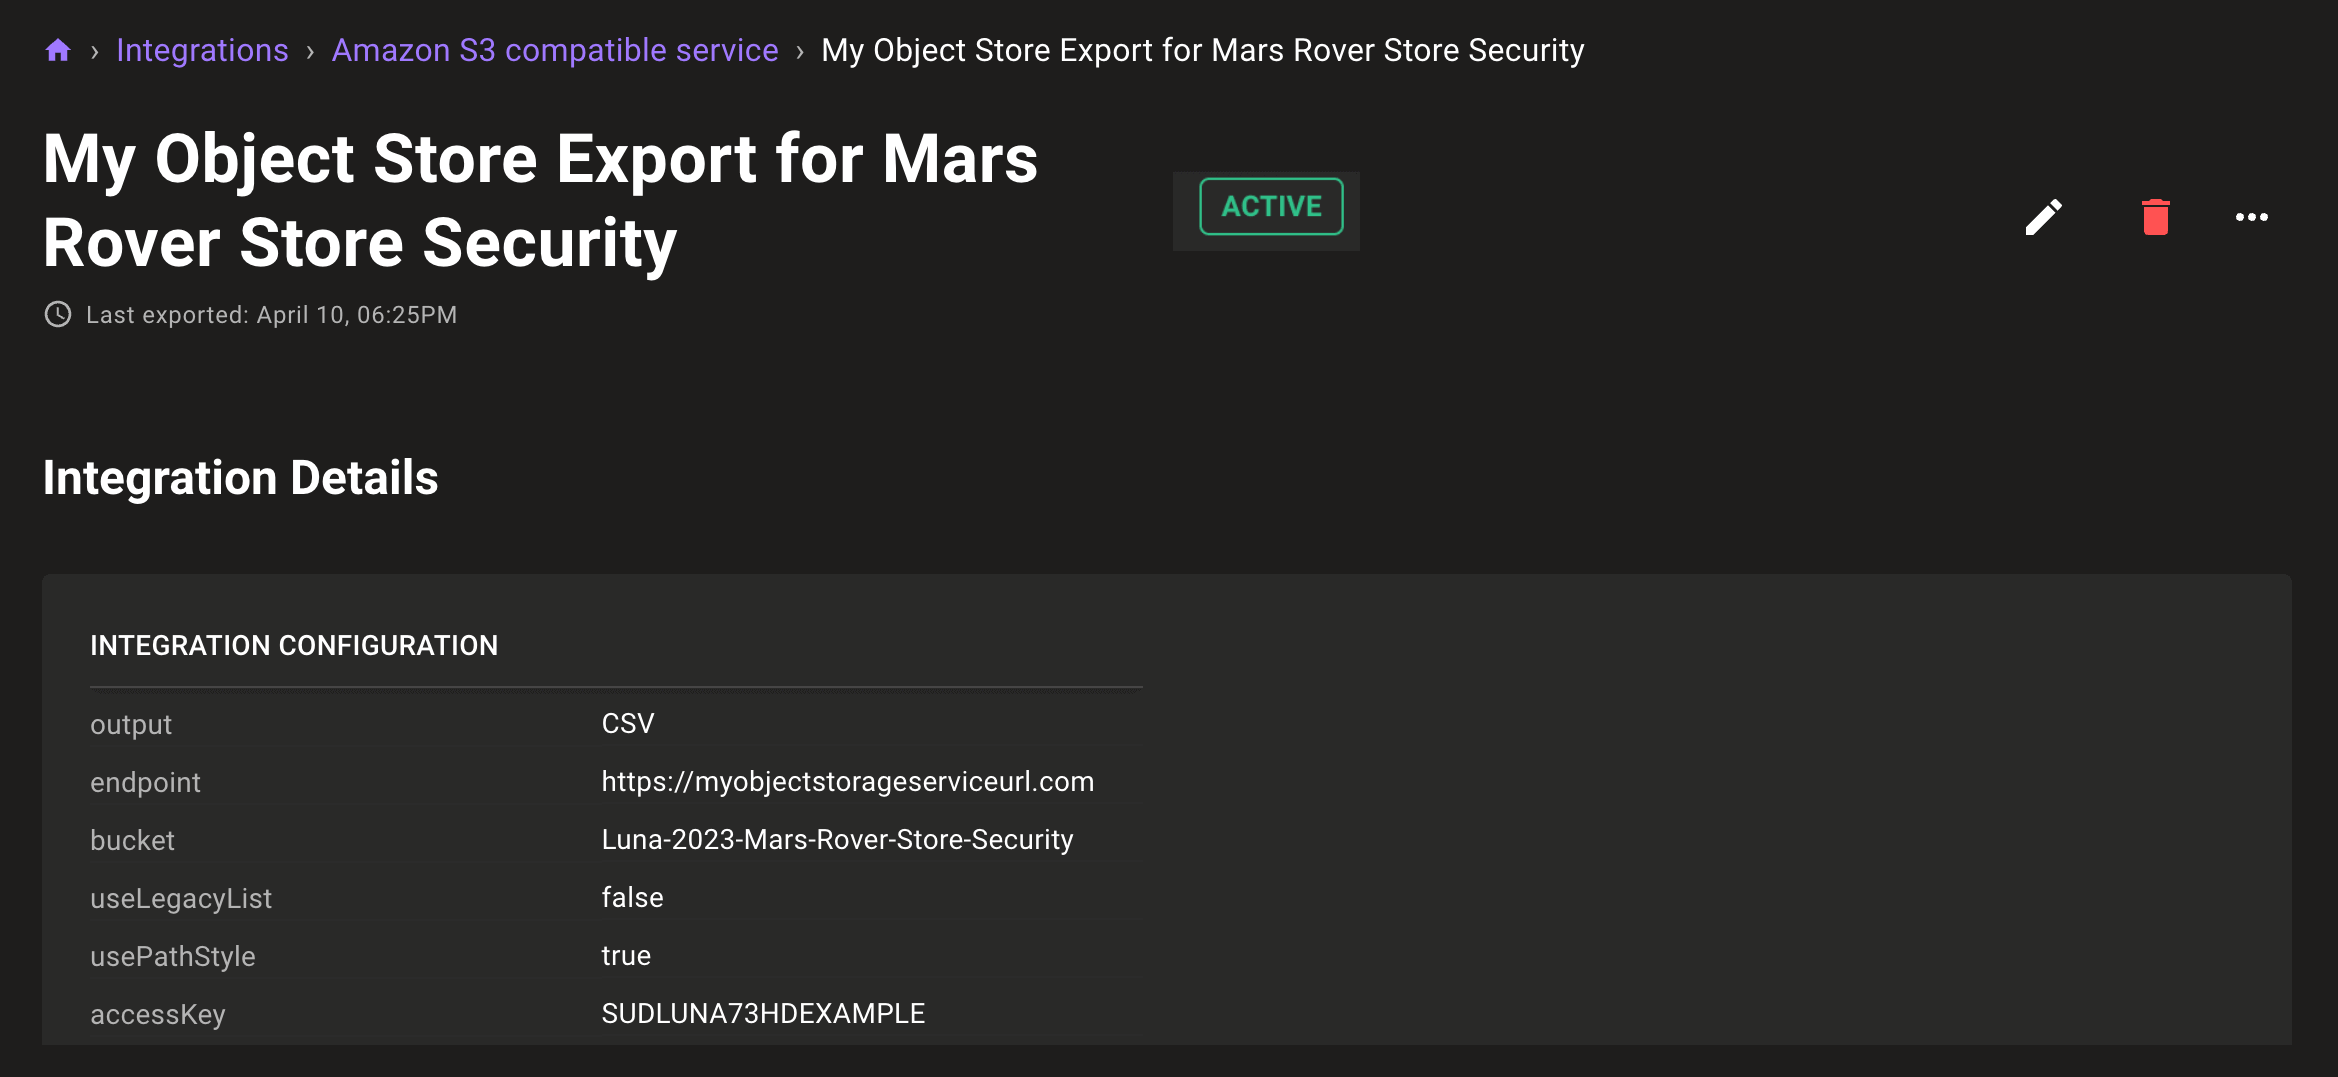 Integrations › Amazon S3 compatible service › My Object Store Export for Mars Rover Store Security
My Object Store Export for Mars
Rover Store Security
ACTIVE
Last exported: April 10, 06:25PM
Integration Details
INTEGRATION CONFIGURATION
output CSV
endpoint https://myobjectstorageserviceurl.com
bucket Luna-2023-Mars-Rover-Store-Security
useLegacyList false
usePathStyle true
accessKey SUDLUNA73HDEXAMPLE